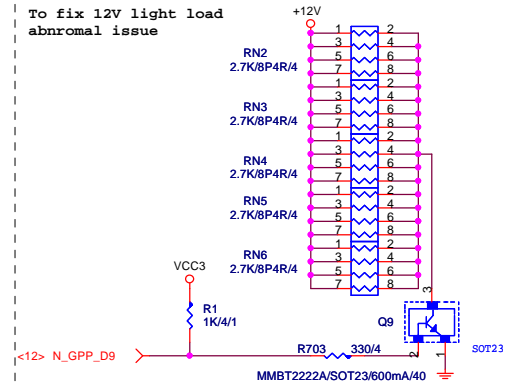 To fix 12V light load
abnromal issue
+12V
1 2
3 4
RN2
5 6
2.7K/8P4R/4
7 8
1 2
3 4
RN3
5 6
2.7K/8P4R/4
7 8
1 2
3 4
RN4
5 6
2.7K/8P4R/4
7 8
1 2
3 4
RN5
5 6
2.7K/8P4R/4
7 8
1 2
3 4
RN6
5 6
2.7K/8P4R/4
7 8
VCC3
R1
1K/4/1
3
Q9
SOT23
<12> N_GPP_D9
R703 330/4
2 1
MMBT2222A/SOT23/600mA/40